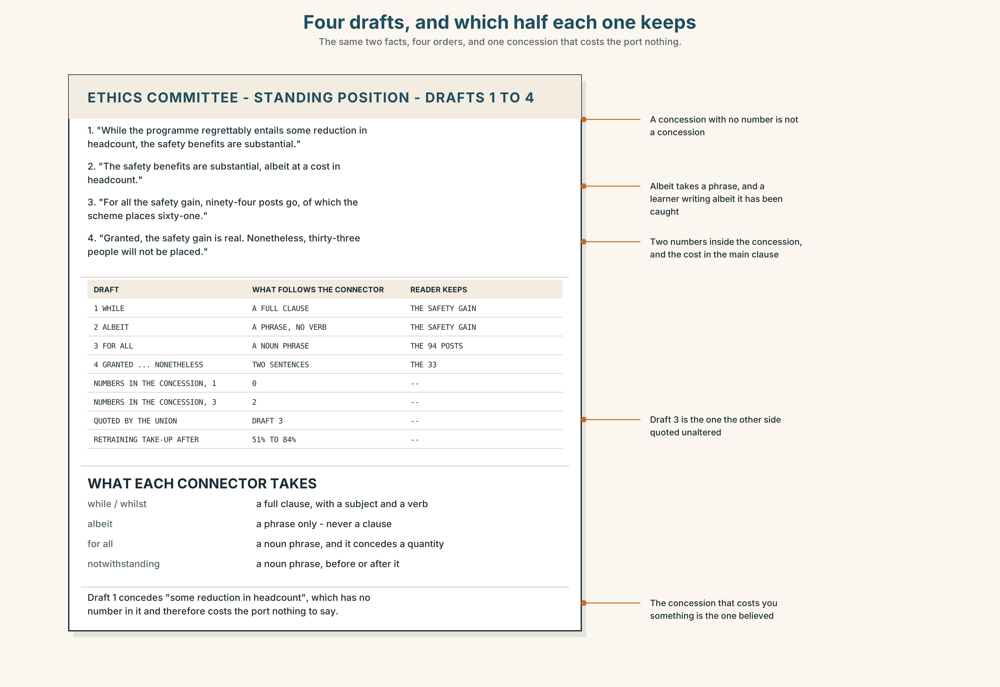 Four drafts, and which half each one keeps
The same two facts, four orders, and one concession that costs the port nothing.
ETHICS COMMITTEE - STANDING POSITION - DRAFTS 1 TO 4
1. "While the programme regrettably entails some reduction in
headcount, the safety benefits are substantial."
2. "The safety benefits are substantial, albeit at a cost in
headcount."
3. "For all the safety gain, ninety-four posts go, of which the
scheme places sixty-one."
4. "Granted, the safety gain is real. Nonetheless, thirty-three
people will not be placed."
A concession with no number is not
a concession
Albeit takes a phrase, and a
learner writing albeit it has been
caught
Two numbers inside the concession,
and the cost in the main clause
DRAFT WHAT FOLLOWS THE CONNECTOR READER KEEPS
1 WHILE A FULL CLAUSE THE SAFETY GAIN
2 ALBEIT A PHRASE, NO VERB THE SAFETY GAIN
3 FOR ALL A NOUN PHRASE THE 94 POSTS
4 GRANTED ... NONETHELESS TWO SENTENCES THE 33
NUMBERS IN THE CONCESSION, 1 0 --
NUMBERS IN THE CONCESSION, 3 2 --
QUOTED BY THE UNION DRAFT 3 --
RETRAINING TAKE-UP AFTER 51% TO 84% --
Draft 3 is the one the other side
quoted unaltered
WHAT EACH CONNECTOR TAKES
while / whilst a full clause, with a subject and a verb
albeit a phrase only - never a clause
for all a noun phrase, and it concedes a quantity
notwithstanding a noun phrase, before or after it
Draft 1 concedes "some reduction in headcount", which has no
number in it and therefore costs the port nothing to say.
The concession that costs you
something is the one believed